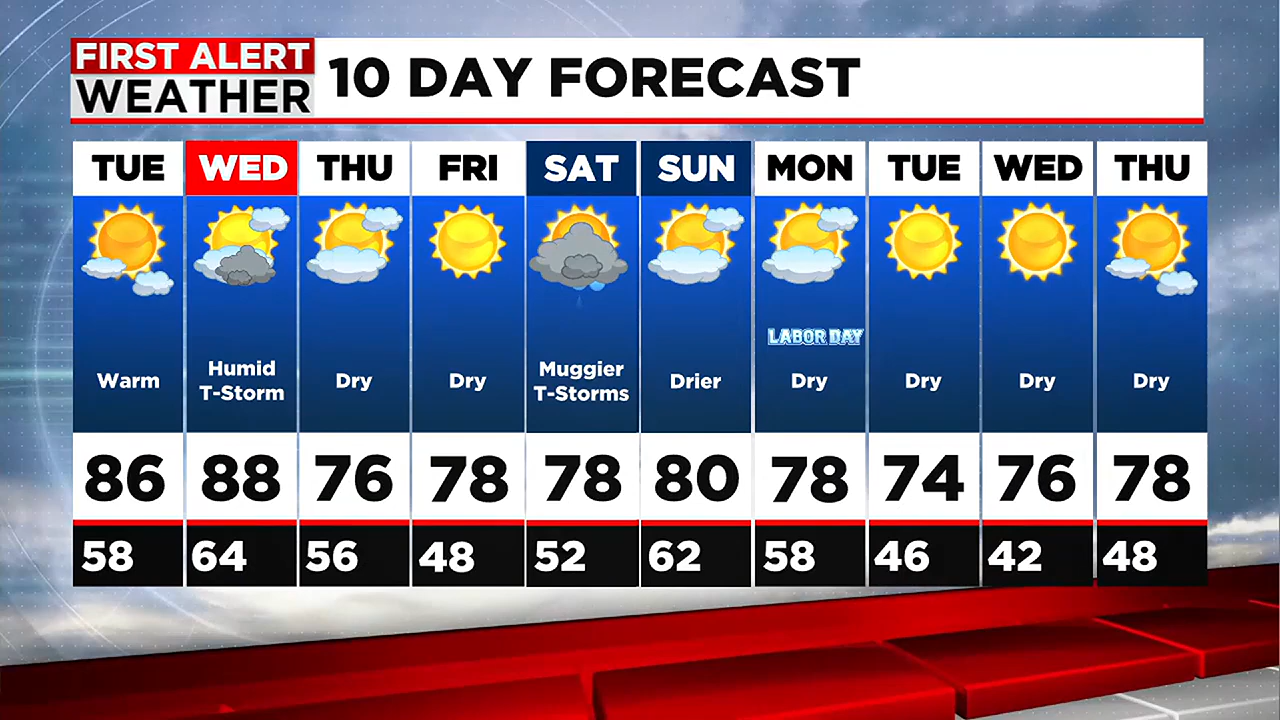 FIRST ALERT
WEATHER
10 DAY FORECAST
TUE WED THU FRI SAT SUN MON TUE WED THU
LABOR DAY
Warm Humid T-Storm Dry Dry Muggier T-Storms Drier Dry Dry Dry Dry
86 88 76 78 78 80 78 74 76 78
58 64 56 48 52 62 58 46 42 48